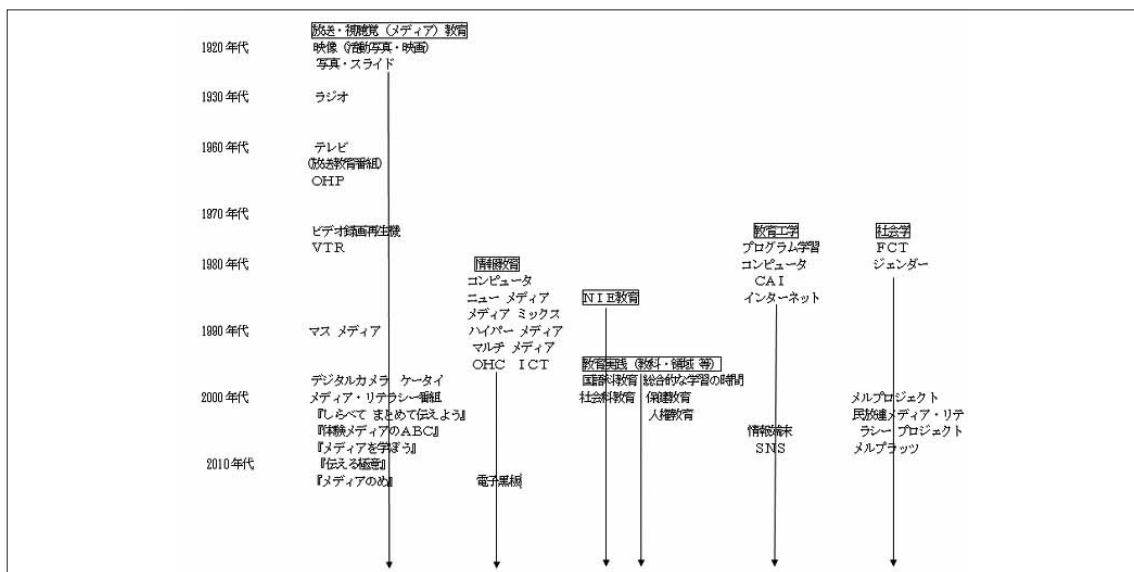 放送・視聴覚（メディア）教育
1920年代 映像（活動写真・映画）
写真・スライド
1930年代 ラジオ
1960年代 テレビ
（放送教育番組）
ＯＨＰ
1970年代
ビデオ録画再生機 教育工学 社会学
ＶＴＲ プログラム学習 ＦＣＴ
1980年代 情報教育 コンピュータ ジェンダー
コンピュータ ＣＡＩ
ニュー メディア ＮＩＥ教育 インターネット
メディア ミックス
1990年代 マス メディア ハイパー メディア
マルチ メディア
ＯＨＣ ＩＣＴ 教育実践（教科・領域 等）
デジタルカメラ ケータイ 国語科教育 総合的な学習の時間
2000年代 メディア・リテラシー番組 社会科教育 保健教育 メルプロジェクト
『しらべて まとめて伝えよう』 人権教育 民放連メディア・リテ
『体験メディアのＡＢＣ』 情報端末 ラシー プロジェクト
『メディアを学ぼう』 ＳＮＳ メルプラッツ
2010年代 『伝える極意』
『メディアのめ』 電子黒板